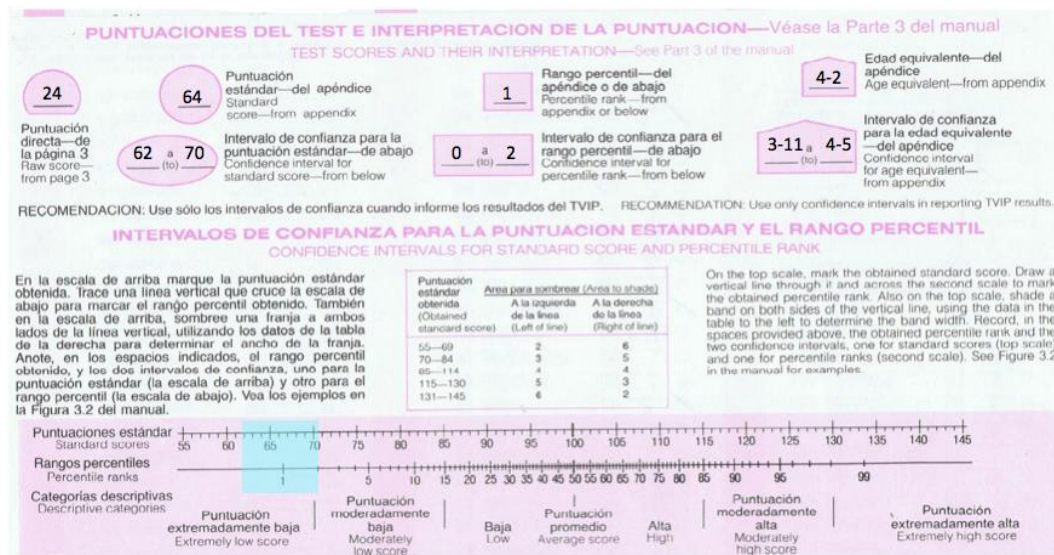 PUNTUACIONES DEL TEST E INTERPRETACION DE LA PUNTUACION—Véase la Parte 3 del manual
TEST SCORES AND THEIR INTERPRETATION—See Part 3 of the manual
24
Puntuación
directa—de
la página 3
Raw score—
from page 3
64
Puntuación
estándar—del apéndice
Standard
score—from appendix
1
Rango percentil—del
apéndice o de abajo
Percentile rank—from
appendix or below
4-2
Edad equivalente—del
apéndice
Age equivalent—from appendix
62 a (to) 70
Intervalo de confianza para la
puntuación estándar—de abajo
Confidence interval for
standard score—from below
0 a (to) 2
Intervalo de confianza para el
rango percentil—de abajo
Confidence interval for
percentile rank—from below
3-11 a (to) 4-5
Intervalo de confianza
para la edad equivalente
—del apéndice
Confidence interval
for age equivalent—
from appendix
RECOMENDACION: Use sólo los intervalos de confianza cuando informe los resultados del TVIP. RECOMMENDATION: Use only confidence intervals in reporting TVIP results.
INTERVALOS DE CONFIANZA PARA LA PUNTUACION ESTANDAR Y EL RANGO PERCENTIL
CONFIDENCE INTERVALS FOR STANDARD SCORE AND PERCENTILE RANK
En la escala de arriba marque la puntuación estándar
obtenida. Trace una línea vertical que cruce la escala de
abajo para marcar el rango percentil obtenido. También
en la escala de arriba, sombree una franja a ambos
lados de la línea vertical, utilizando los datos de la tabla
de la derecha para determinar el ancho de la franja.
Anote, en los espacios indicados, el rango percentil
obtenido, y los dos intervalos de confianza, uno para la
puntuación estándar (la escala de arriba) y otro para el
rango percentil (la escala de abajo). Vea los ejemplos en
la Figura 3.2 del manual.
Puntuación
estándar
obtenida
(Obtained
standard score)
Area para sombrear (Area to shade)
A la izquierda
de la linea
(Left of line)
A la derecha
de la linea
(Right of line)
55—69 2 6
70—84 3 5
85—114 4 4
115—130 5 3
131—145 6 2
On the top scale, mark the obtained standard score. Draw a
vertical line through it and across the second scale to mark
the obtained percentile rank. Also on the top scale, shade a
band on both sides of the vertical line, using the data in the
table to the left to determine the band width. Record, in the
spaces provided above, the obtained percentile rank and the
two confidence intervals, one for standard scores (top scale)
and one for percentile ranks (second scale). See Figure 3.2
in the manual for examples.
Puntuaciones estándar
Standard scores
55 60 65 70 75 80 85 90 95 100 105 110 115 120 125 130 135 140 145
Rangos percentiles
Percentile ranks
1 5 10 15 20 25 30 35 40 45 50 55 60 65 70 75 80 85 90 95 99
Categorías descriptivas
Descriptive categories
Puntuación
extremadamente baja
Extremely low score
Puntuación
moderadamente
baja
Moderately
low score
Baja
Low
Puntuación
promedio
Average score
Alta
High
Puntuación
moderadamente
alta
Moderately
high score
Puntuación
extremadamente alta
Extremely high score